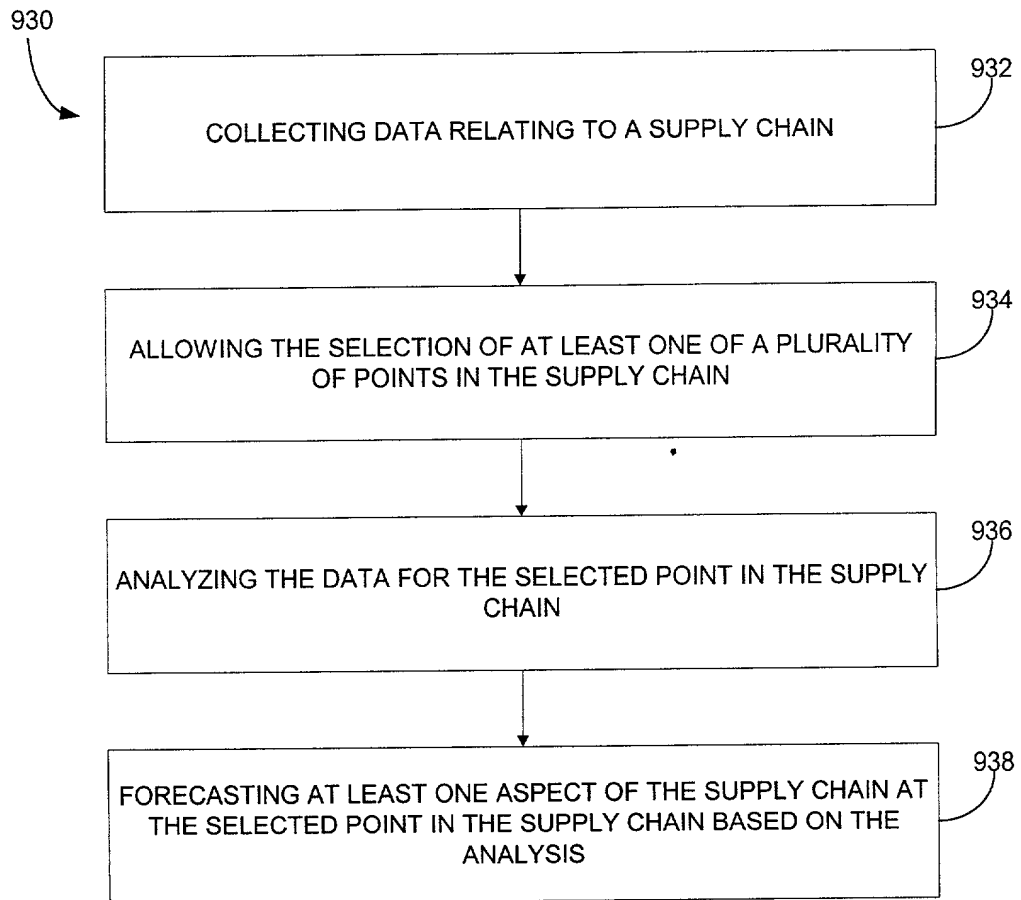 930
932
COLLECTING DATA RELATING TO A SUPPLY CHAIN
934
ALLOWING THE SELECTION OF AT LEAST ONE OF A PLURALITY
OF POINTS IN THE SUPPLY CHAIN
936
ANALYZING THE DATA FOR THE SELECTED POINT IN THE SUPPLY
CHAIN
938
FORECASTING AT LEAST ONE ASPECT OF THE SUPPLY CHAIN AT
THE SELECTED POINT IN THE SUPPLY CHAIN BASED ON THE
ANALYSIS